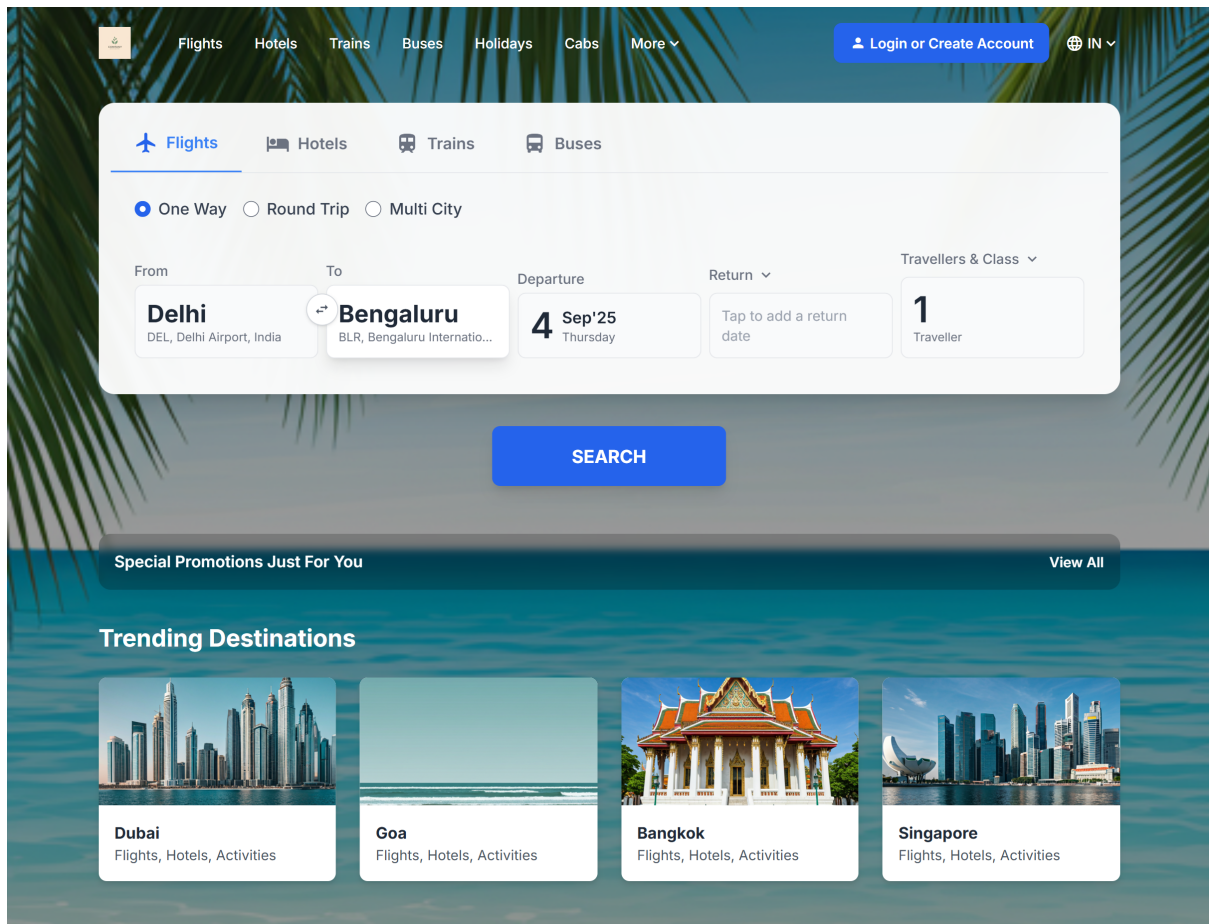 Flights Hotels Trains Buses Holidays Cabs More Login or Create Account IN
Flights Hotels Trains Buses
One Way Round Trip Multi City
From
Delhi
DEL, Delhi Airport, India
To
Bengaluru
BLR, Bengaluru Internatio...
Departure
4 Sep'25
Thursday
Return
Tap to add a return
date
Travellers & Class
1
Traveller
SEARCH
Special Promotions Just For You View All
Trending Destinations
Dubai
Flights, Hotels, Activities
Goa
Flights, Hotels, Activities
Bangkok
Flights, Hotels, Activities
Singapore
Flights, Hotels, Activities